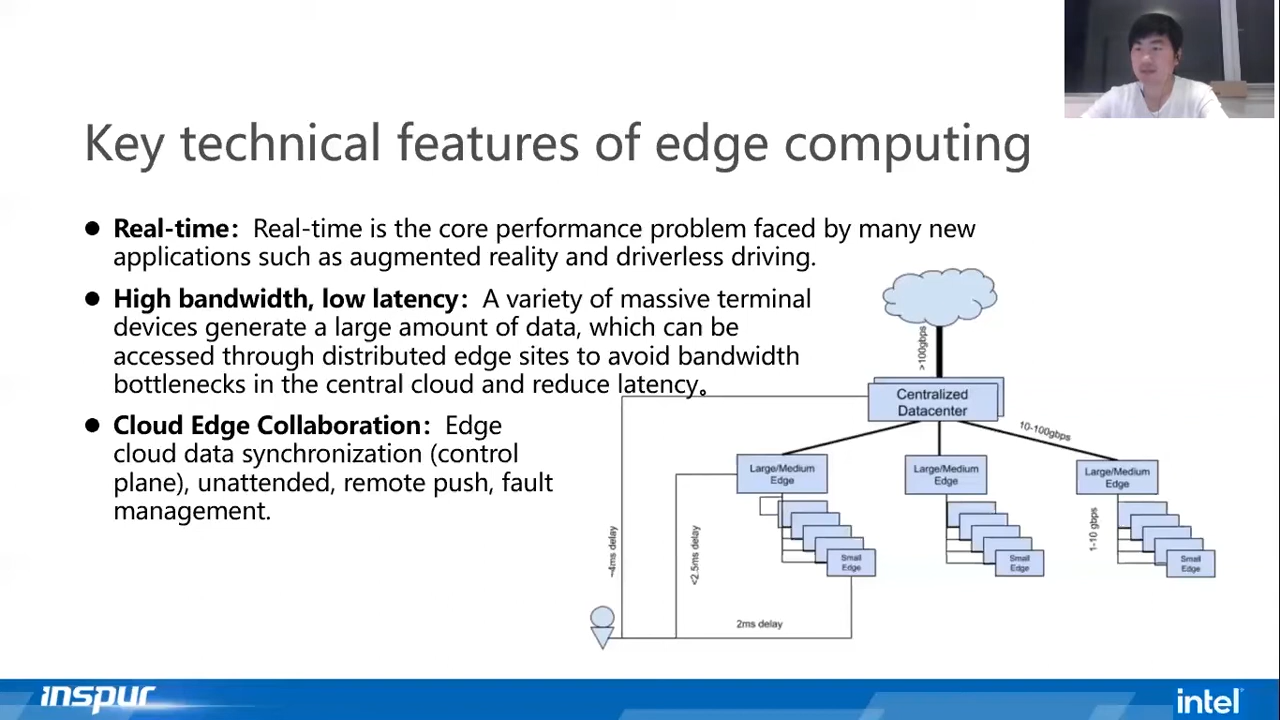 Key technical features of edge computing
● Real-time： Real-time is the core performance problem faced by many new
applications such as augmented reality and driverless driving.
● High bandwidth, low latency： A variety of massive terminal
devices generate a large amount of data, which can be
accessed through distributed edge sites to avoid bandwidth
bottlenecks in the central cloud and reduce latency。
● Cloud Edge Collaboration： Edge
cloud data synchronization (control
plane), unattended, remote push, fault
management.
>100gbps
Centralized
Datacenter
10-100gbps
Large/Medium
Edge
Large/Medium
Edge
Large/Medium
Edge
1-10 gbps
Small
Edge
Small
Edge
Small
Edge
~4ms delay
<2.5ms delay
2ms delay
inspur
intel